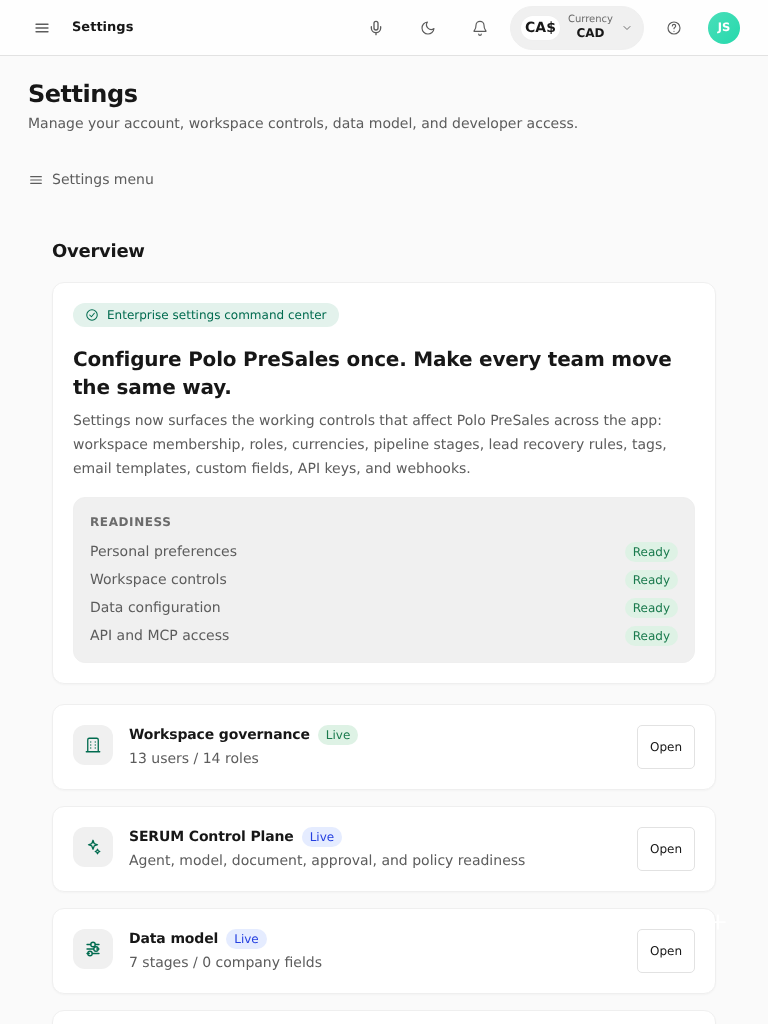 Settings
CA$
Currency
CAD
JS
Settings
Manage your account, workspace controls, data model, and developer access.
Settings menu
Overview
Enterprise settings command center
Configure Polo PreSales once. Make every team move
the same way.
Settings now surfaces the working controls that affect Polo PreSales across the app:
workspace membership, roles, currencies, pipeline stages, lead recovery rules, tags,
email templates, custom fields, API keys, and webhooks.
READINESS
Personal preferences Ready
Workspace controls Ready
Data configuration Ready
API and MCP access Ready
Workspace governance Live
13 users / 14 roles
Open
SERUM Control Plane Live
Agent, model, document, approval, and policy readiness
Open
Data model Live
7 stages / 0 company fields
Open